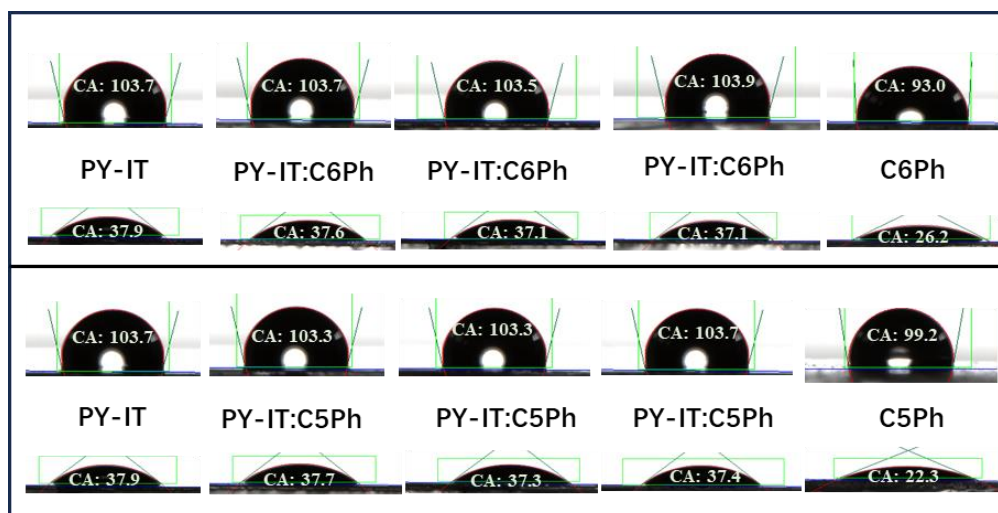 CA: 103.7 CA: 103.7 CA: 103.5 CA: 103.9 CA: 93.0
PY-IT PY-IT:C6Ph PY-IT:C6Ph PY-IT:C6Ph C6Ph
CA: 37.9 CA: 37.6 CA: 37.1 CA: 37.1 CA: 26.2
CA: 103.7 CA: 103.3 CA: 103.3 CA: 103.7 CA: 99.2
PY-IT PY-IT:C5Ph PY-IT:C5Ph PY-IT:C5Ph C5Ph
CA: 37.9 CA: 37.7 CA: 37.3 CA: 37.4 CA: 22.3